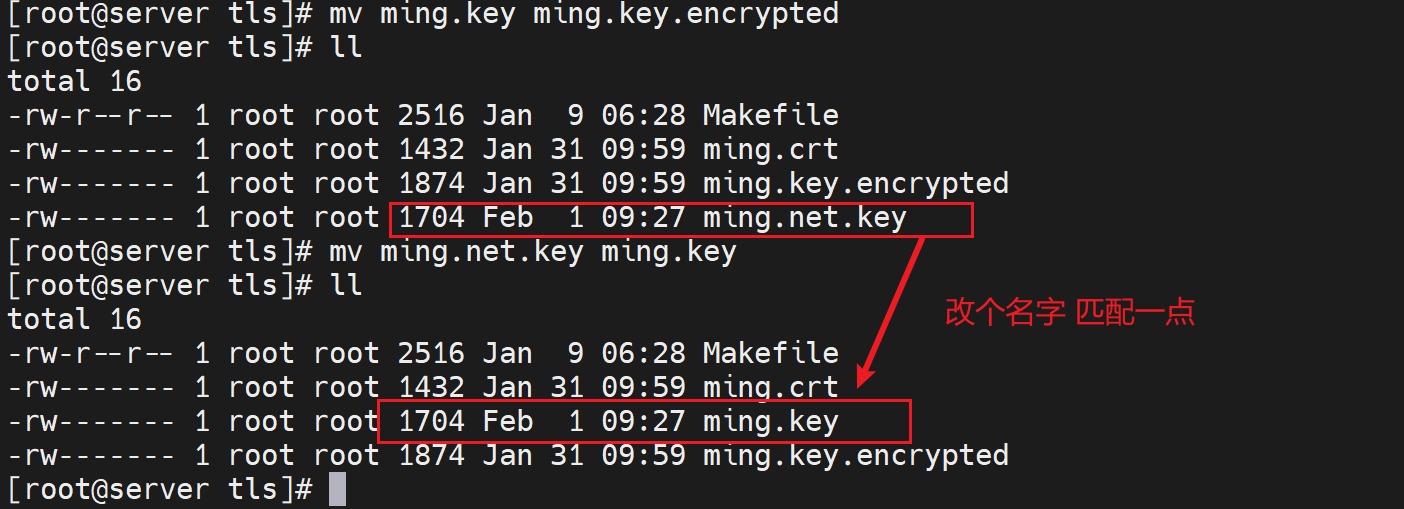 [root@server tls]# mv ming.key ming.key.encrypted
[root@server tls]# ll
total 16
-rw-r--r-- 1 root root 2516 Jan  9 06:28 Makefile
-rw------- 1 root root 1432 Jan 31 09:59 ming.crt
-rw------- 1 root root 1874 Jan 31 09:59 ming.key.encrypted
-rw------- 1 root root 1704 Feb  1 09:27 ming.net.key
[root@server tls]# mv ming.net.key ming.key
[root@server tls]# ll
改个名字 匹配一点
total 16
-rw-r--r-- 1 root root 2516 Jan  9 06:28 Makefile
-rw------- 1 root root 1432 Jan 31 09:59 ming.crt
-rw------- 1 root root 1704 Feb  1 09:27 ming.key
-rw------- 1 root root 1874 Jan 31 09:59 ming.key.encrypted
[root@server tls]#